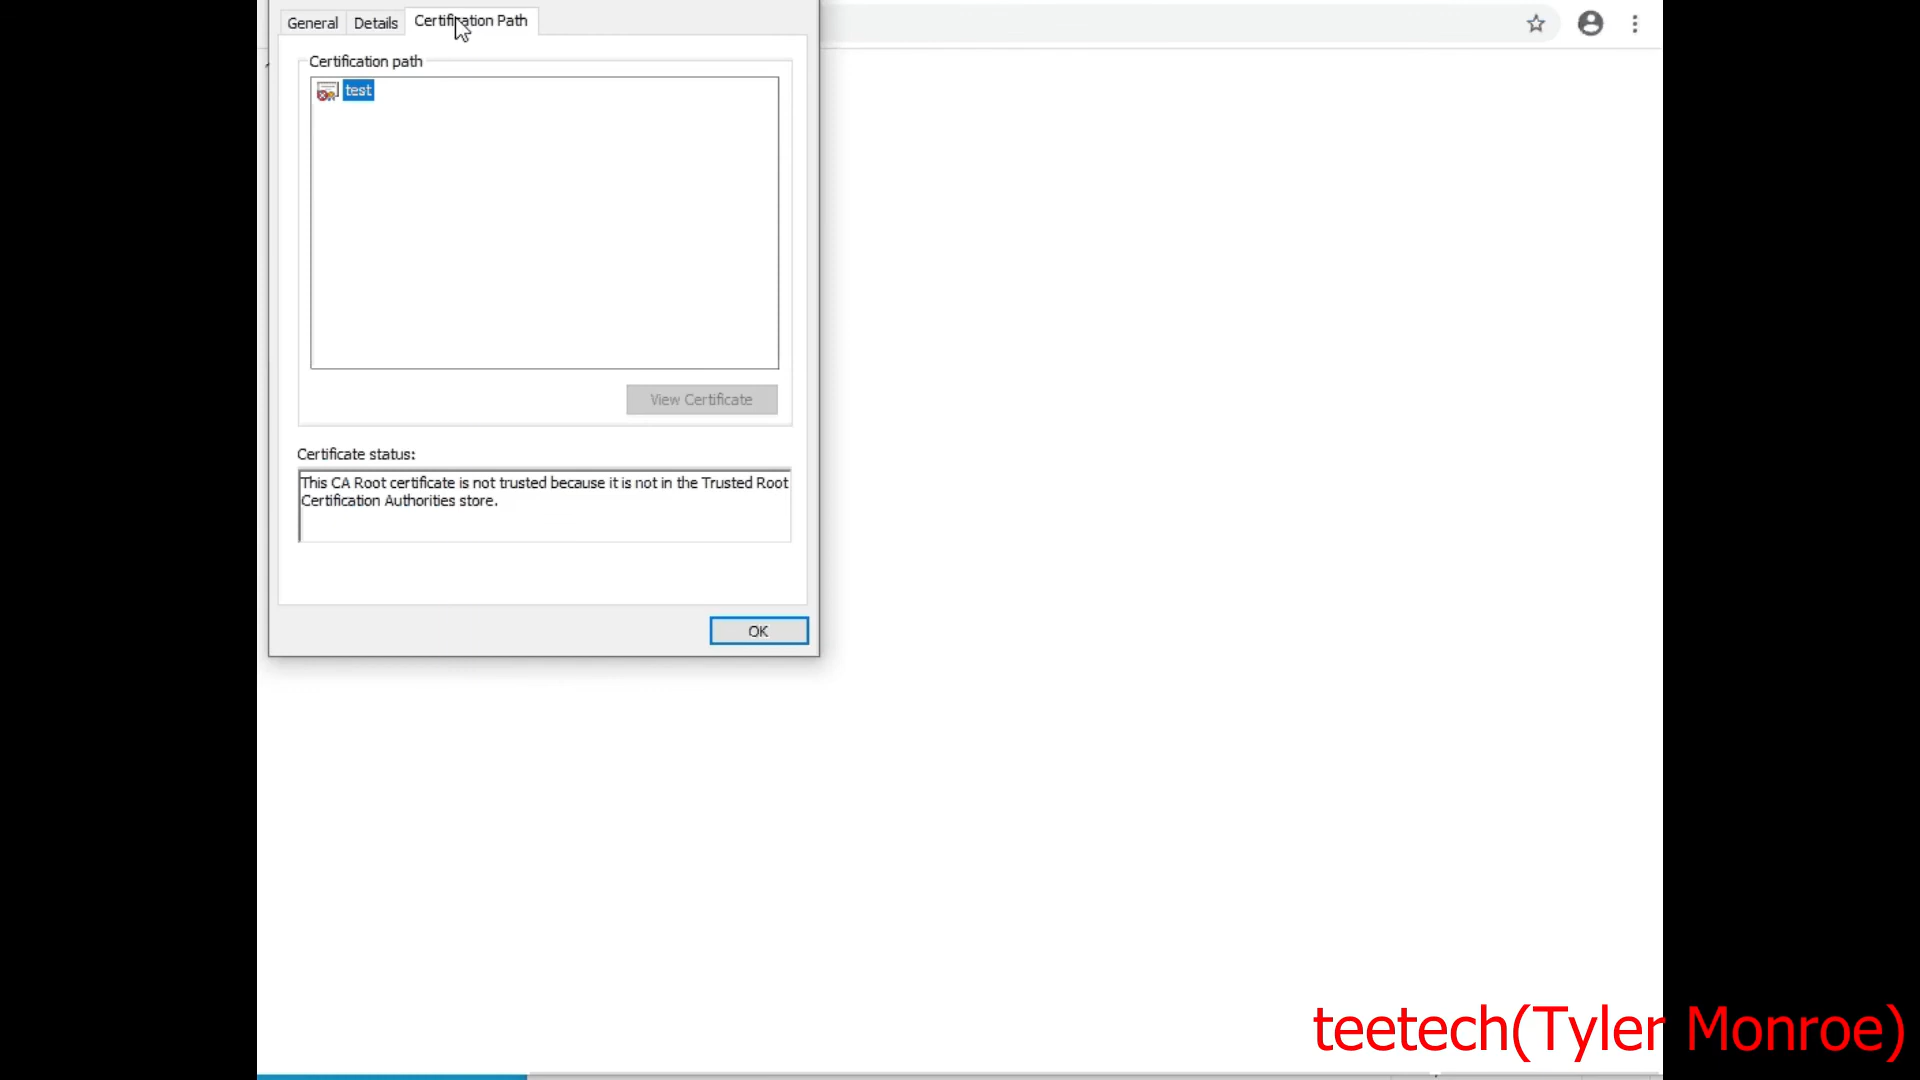 General Details Certification Path
Certification path
test
View Certificate
Certificate status:
This CA Root certificate is not trusted because it is not in the Trusted Root
Certification Authorities store.
OK
teetech(Tyler Monroe)